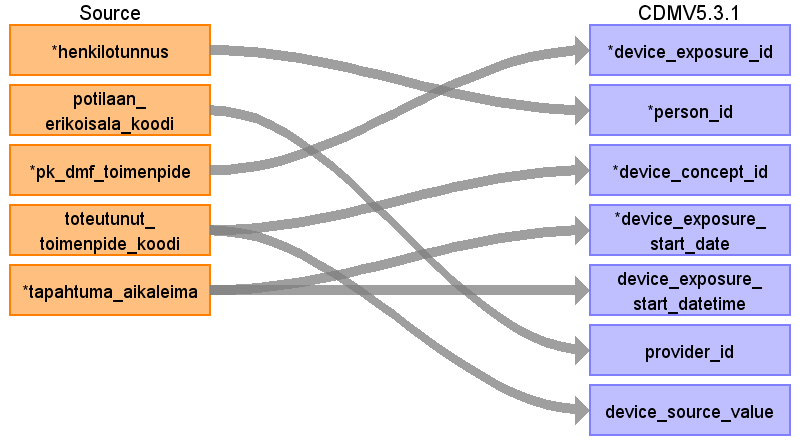 Source
*henkilotunnus
potilaan_
erikoisala_koodi
*pk_dmf_toimenpide
toteutunut_
toimenpide_koodi
*tapahtuma_aikaleima
CDMV5.3.1
*device_exposure_id
*person_id
*device_concept_id
*device_exposure_
start_date
device_exposure_
start_datetime
provider_id
device_source_value